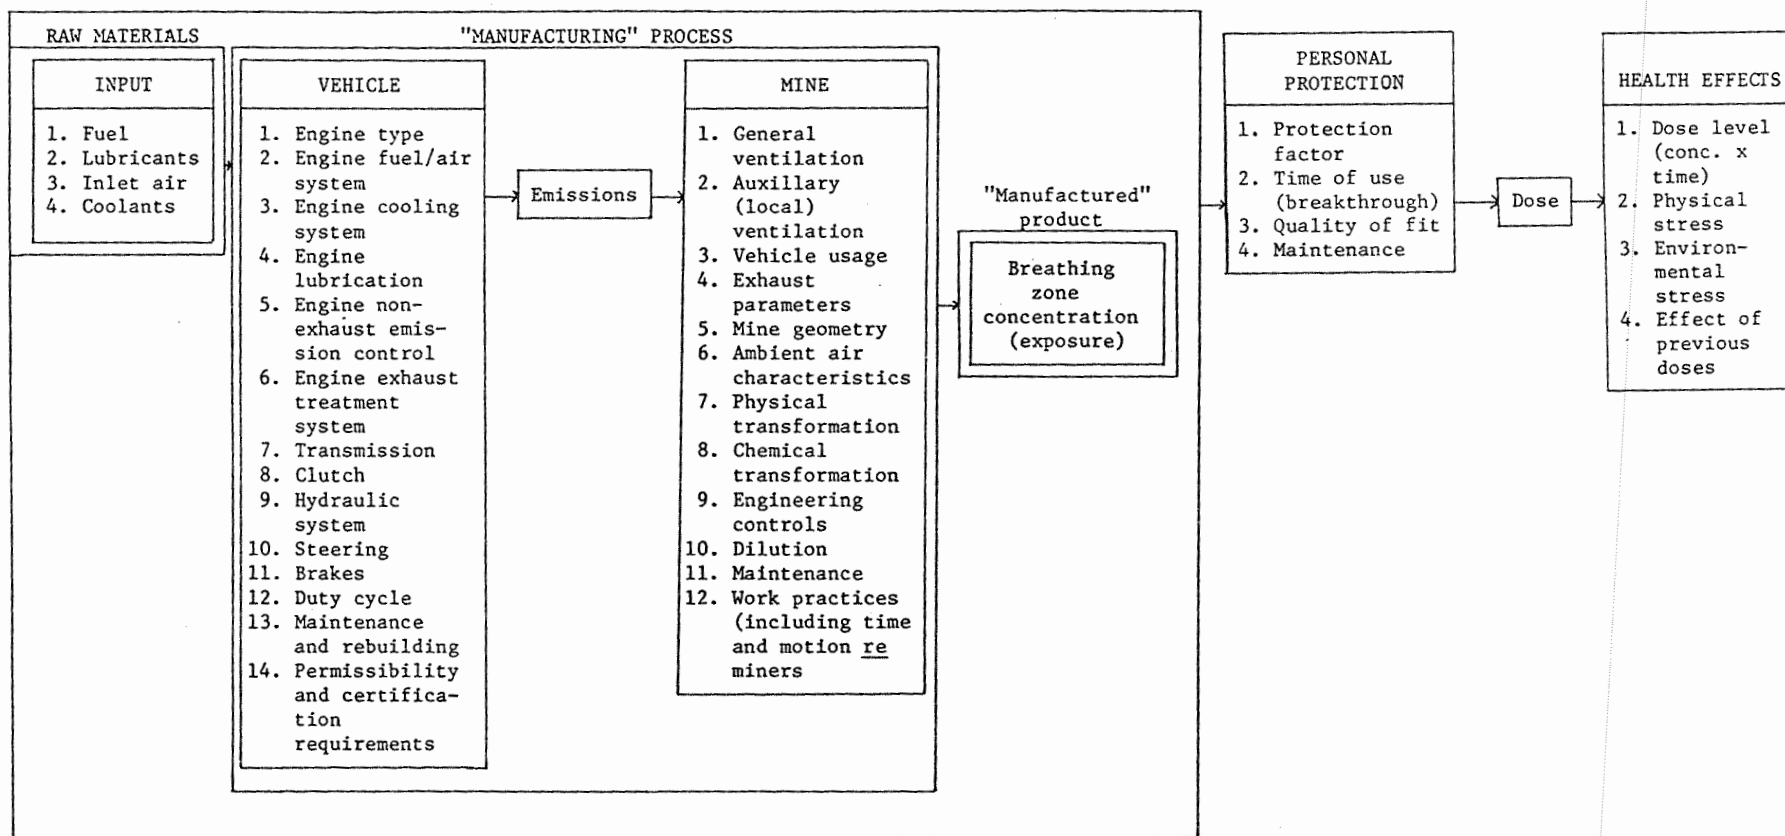 RAW MATERIALS
"MANUFACTURING" PROCESS
INPUT
1. Fuel
2. Lubricants
3. Inlet air
4. Coolants
VEHICLE
1. Engine type
2. Engine fuel/air
system
3. Engine cooling
system
4. Engine
lubrication
5. Engine non-
exhaust emis-
sion control
6. Engine exhaust
treatment
system
7. Transmission
8. Clutch
9. Hydraulic
system
10. Steering
11. Brakes
12. Duty cycle
13. Maintenance
and rebuilding
14. Permissibility
and certifica-
tion
requirements
Emissions
MINE
1. General
ventilation
2. Auxillary
(local)
ventilation
3. Vehicle usage
4. Exhaust
parameters
5. Mine geometry
6. Ambient air
characteristics
7. Physical
transformation
8. Chemical
transformation
9. Engineering
controls
10. Dilution
11. Maintenance
12. Work practices
(including time
and motion re
miners
"Manufactured"
product
Breathing
zone
concentration
(exposure)
PERSONAL
PROTECTION
1. Protection
factor
2. Time of use
(breakthrough)
3. Quality of fit
4. Maintenance
Dose
HEALTH EFFECTS
1. Dose level
(conc. x
time)
2. Physical
stress
3. Environ-
mental
stress
4. Effect of
previous
doses